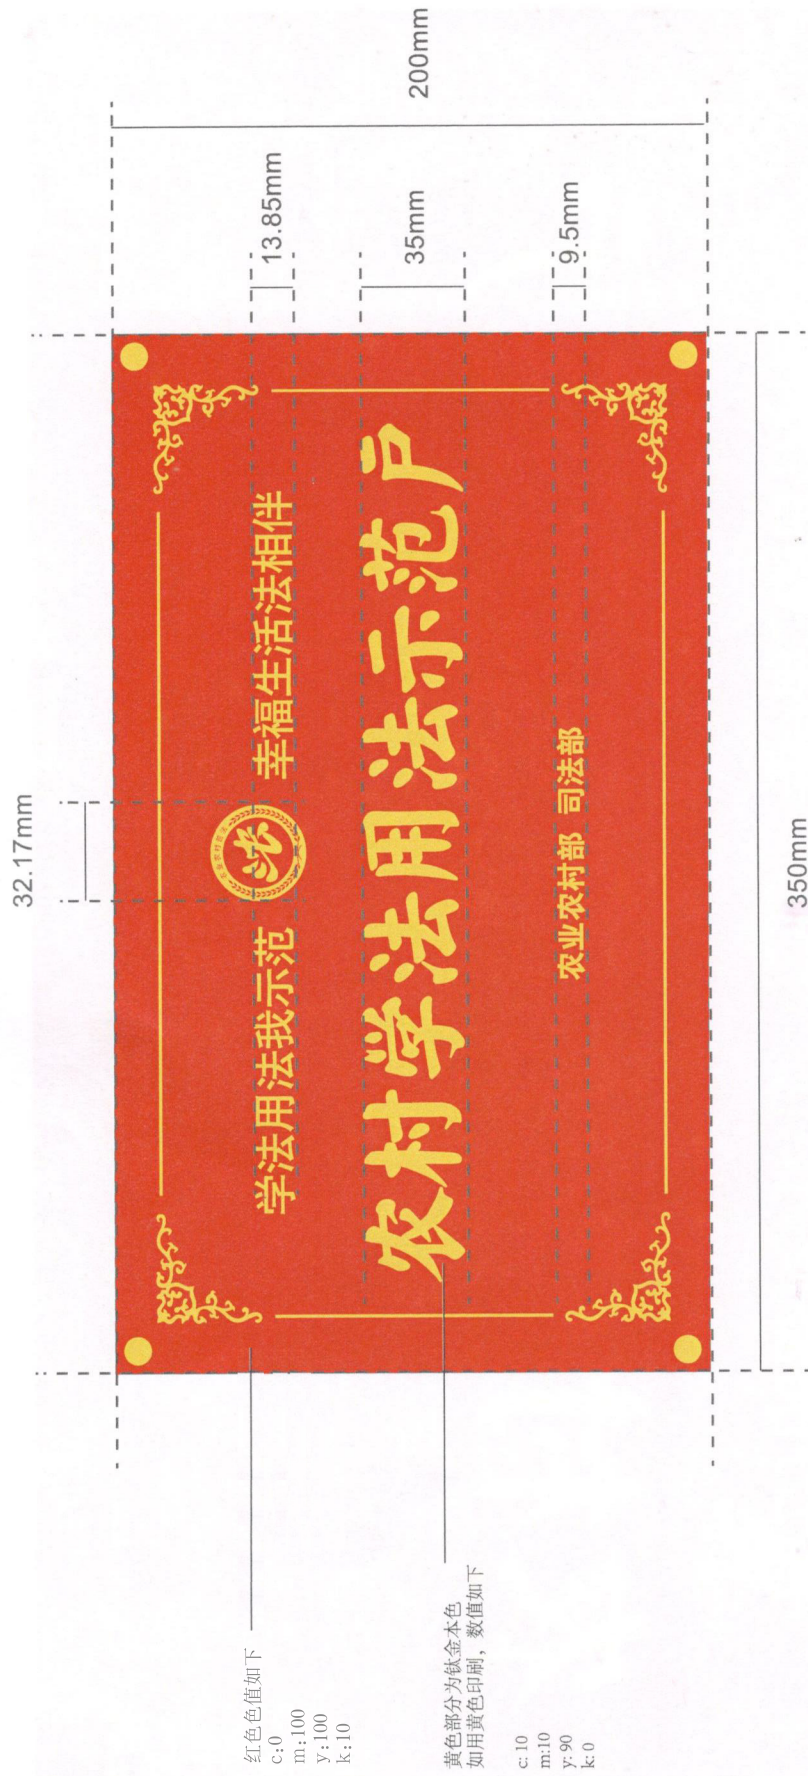 32.17mm
200mm
13.85mm
35mm
9.5mm
350mm
学法用法我示范 法 幸福生活法相伴
农村学法用法示范户
农业农村部 司法部
红色色值如下
c:0
m:100
y:100
k:10
黄色部分为钛金本色
如用黄色印刷，数值如下
c: 10
m:10
y: 90
k: 0